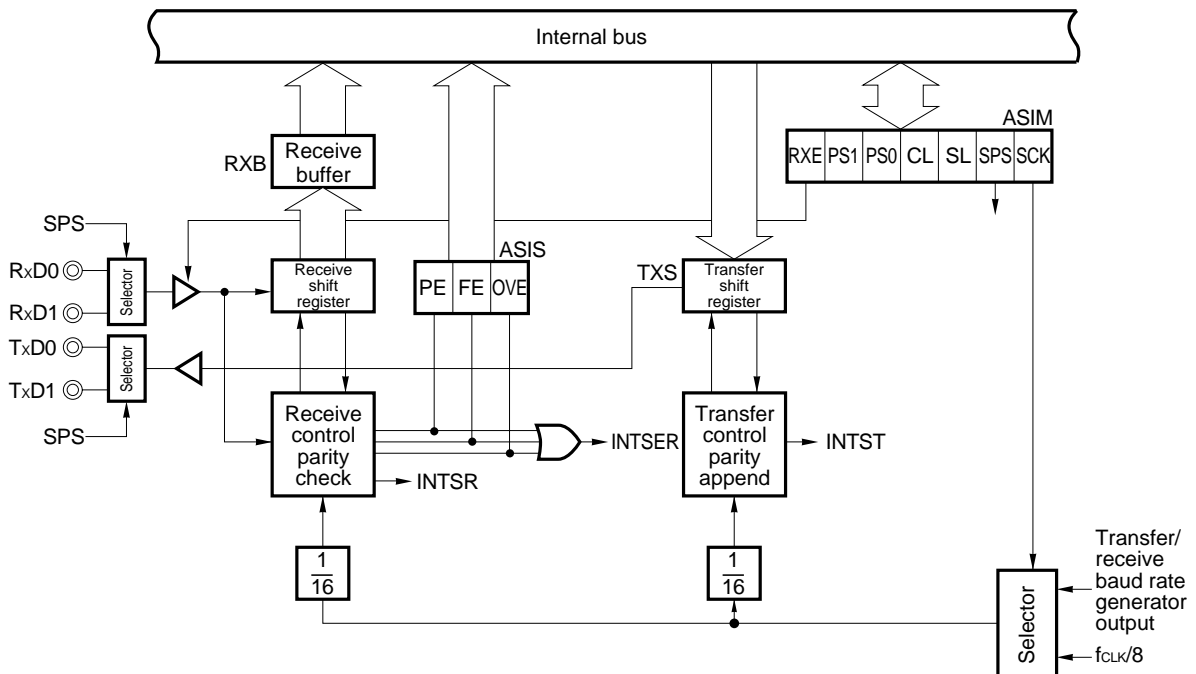 Internal bus
ASIM
RXE PS1 PS0 CL SL SPS SCK
RXB
Receive
buffer
SPS
RxD0
RxD1
Selector
Receive
shift
register
ASIS
PE FE OVE
TXS
Transfer
shift
register
TxD0
TxD1
Selector
SPS
Receive
control
parity
check
INTSER
INTSR
Transfer
control
parity
append
INTST
1
16
1
16
Selector
Transfer/
receive
baud rate
generator
output
fCLK/8